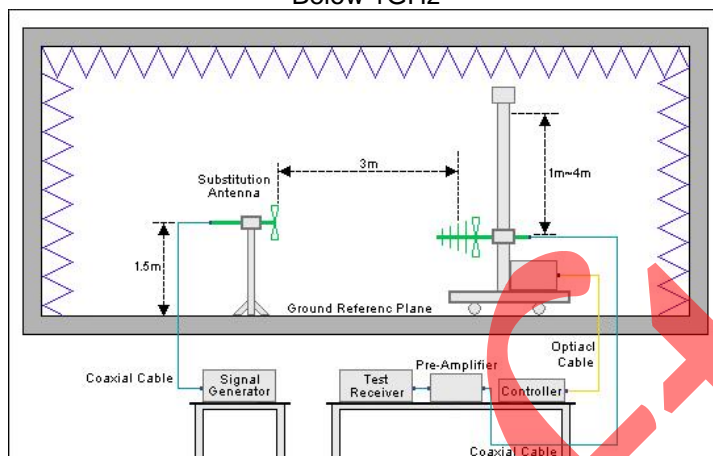 Below 1GHz
3m
1m~4m
Substitution
Antenna
1.5m
Ground Referenc Plane
Optiacl
Cable
Pre-Amplifier
Coaxial Cable
Signal
Generator
Test
Receiver
Controller
Coaxial Cable